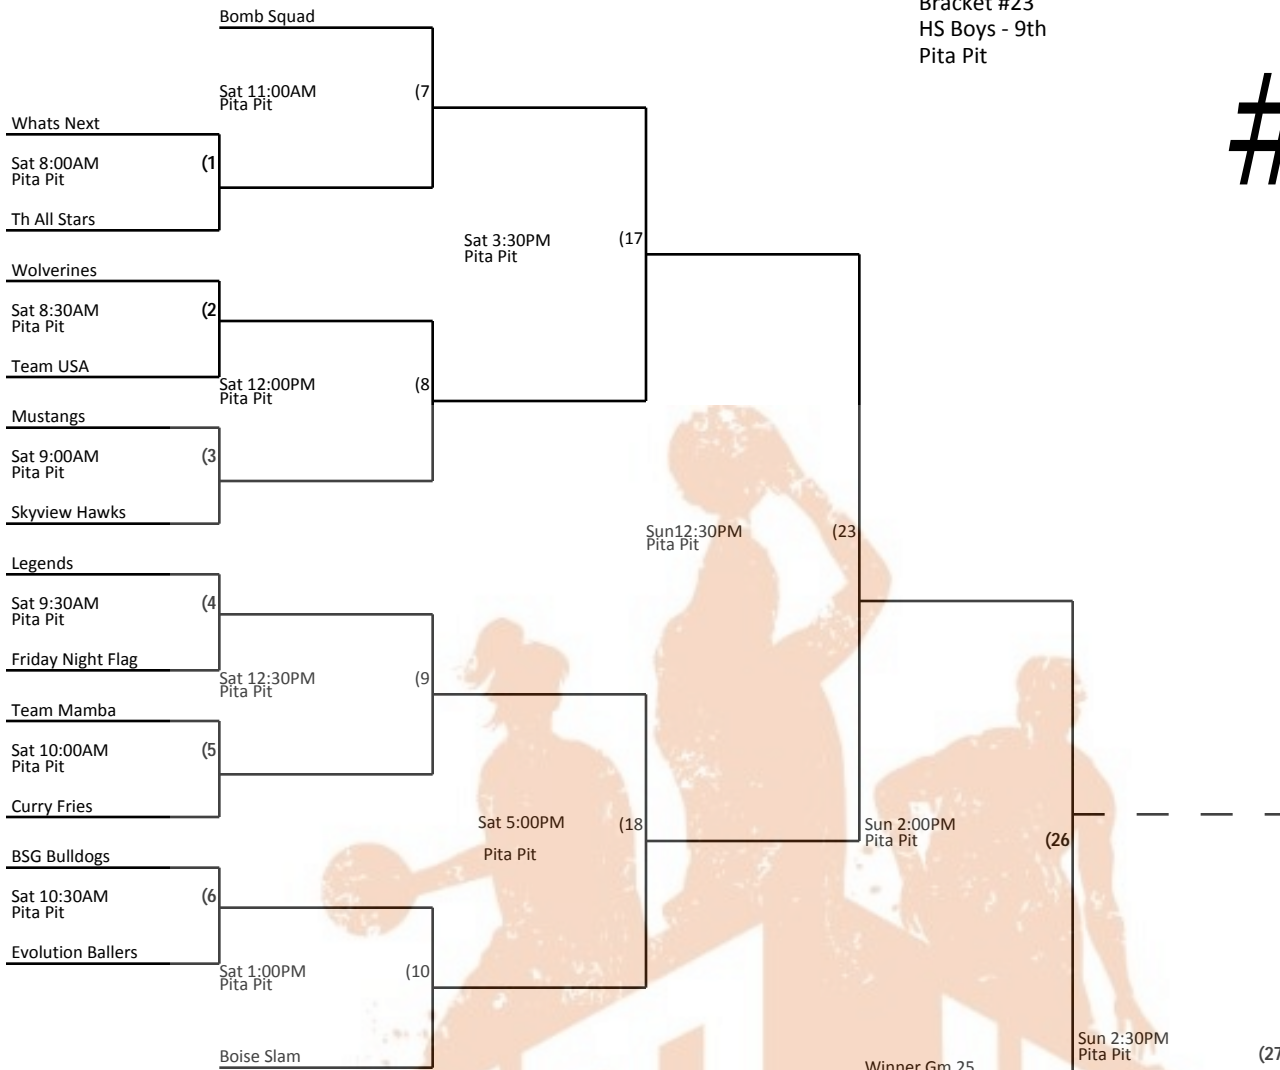 Bracket #23
HS Boys - 9th
Pita Pit
#
Bomb Squad
Sat 11:00AM (7
Pita Pit
Whats Next
Sat 8:00AM (1
Pita Pit
Th All Stars
Sat 3:30PM (17
Pita Pit
Wolverines
Sat 8:30AM (2
Pita Pit
Team USA
Sat 12:00PM (8
Pita Pit
Mustangs
Sat 9:00AM (3
Pita Pit
Skyview Hawks
Sun12:30PM (23
Pita Pit
Legends
Sat 9:30AM (4
Pita Pit
Friday Night Flag
Sat 12:30PM (9
Pita Pit
Team Mamba
Sat 10:00AM (5
Pita Pit
Curry Fries
Sat 5:00PM (18
Pita Pit
Sun 2:00PM (26
Pita Pit
BSG Bulldogs
Sat 10:30AM (6
Pita Pit
Evolution Ballers
Sat 1:00PM (10
Pita Pit
Boise Slam
Sun 2:30PM (27
Pita Pit
Winner Gm 25